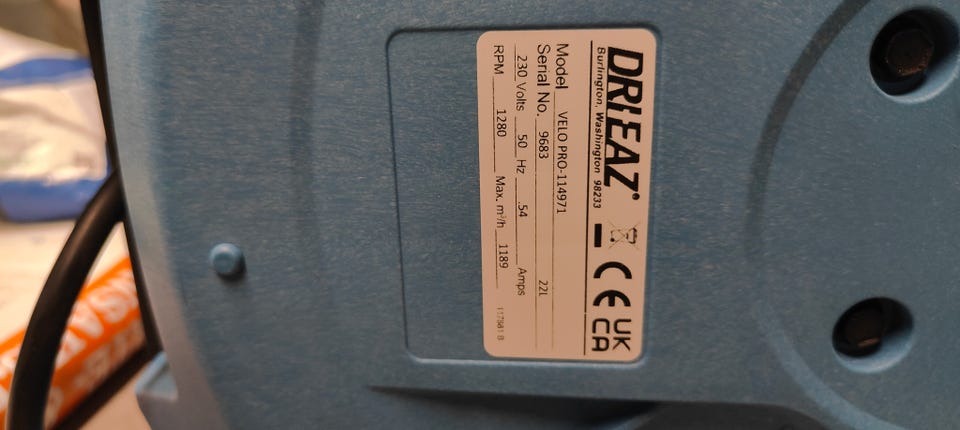 DRIEAZ®
Burlington, Washington 98233
CE UK CA
Model VELO PRO-114971
Serial No. 9683 22L
230 Volts 50 Hz .54 Amps
RPM 1280 Max. m³/h 1189